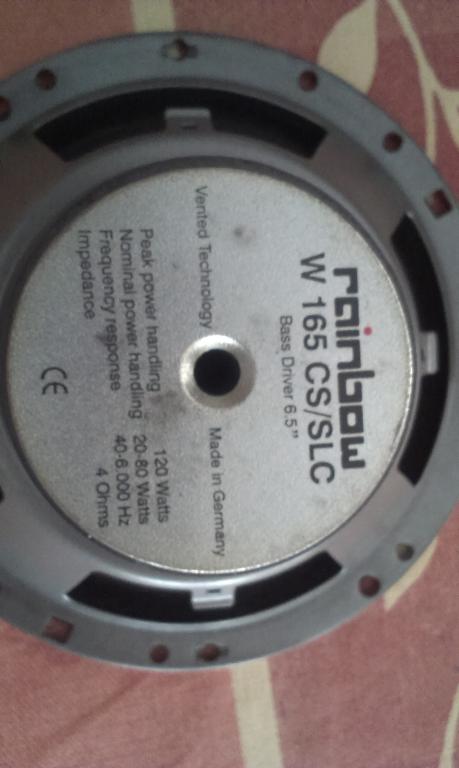 rainbow
W 165 CS/SLC
Bass Driver 6.5"
Vented Technology Made in Germany
Peak power handling 120 Watts
Nominal power handling 20-80 Watts
Frequency response 40-6.000 Hz
Impedance 4 Ohms
CE